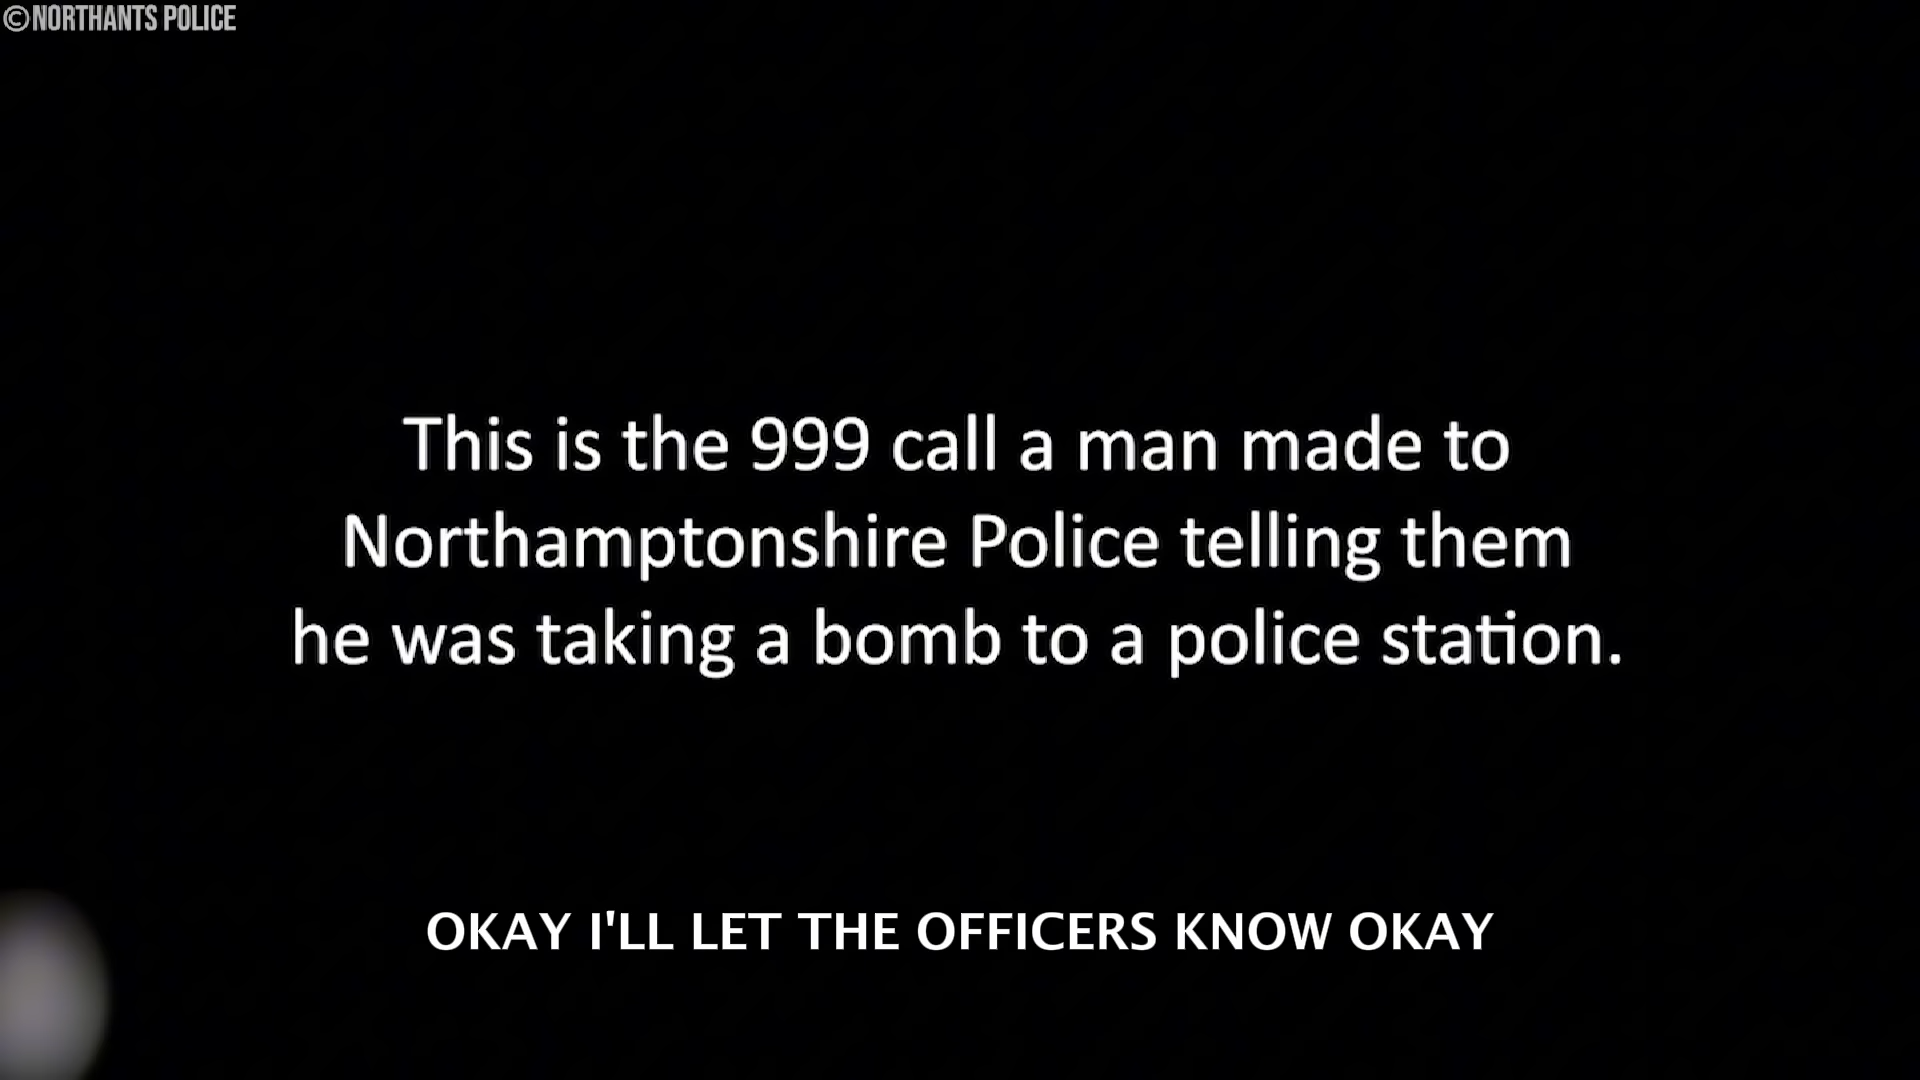 ©NORTHANTS POLICE
This is the 999 call a man made to
Northamptonshire Police telling them
he was taking a bomb to a police station.
OKAY I'LL LET THE OFFICERS KNOW OKAY